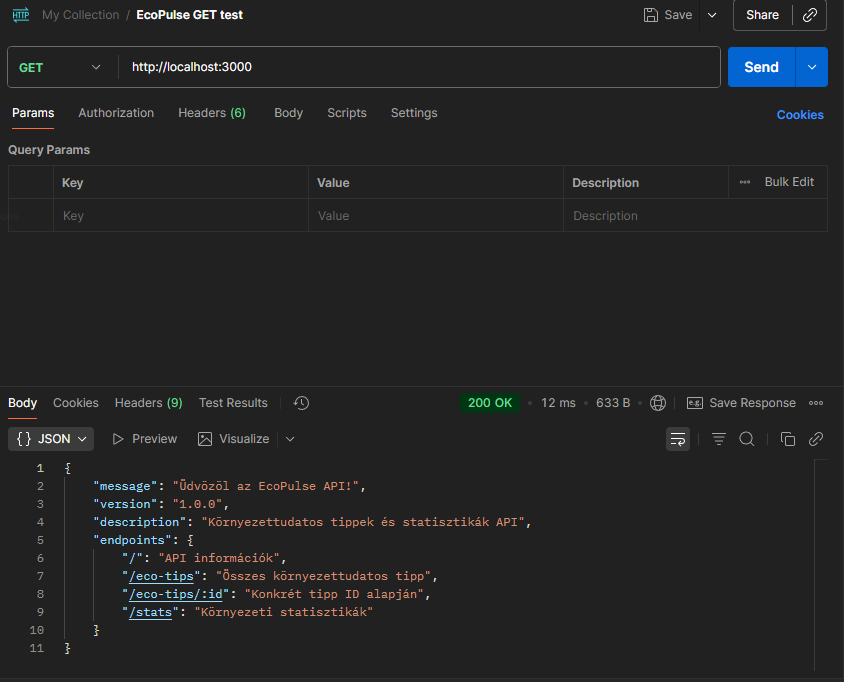 HTTP My Collection / EcoPulse GET test Save Share
GET http://localhost:3000 Send
Params Authorization Headers (6) Body Scripts Settings Cookies
Query Params
Key Value Description Bulk Edit
Key Value Description
Body Cookies Headers (9) Test Results 200 OK 12 ms 633 B e.g. Save Response
{} JSON Preview Visualize
1 {
2 "message": "Üdvözöl az EcoPulse API!",
3 "version": "1.0.0",
4 "description": "Környezettudatos tippek és statisztikák API",
5 "endpoints": {
6 "/": "API információk",
7 "/eco-tips": "Összes környezettudatos tipp",
8 "/eco-tips/:id": "Konkrét tipp ID alapján",
9 "/stats": "Környezeti statisztikák"
10 }
11 }